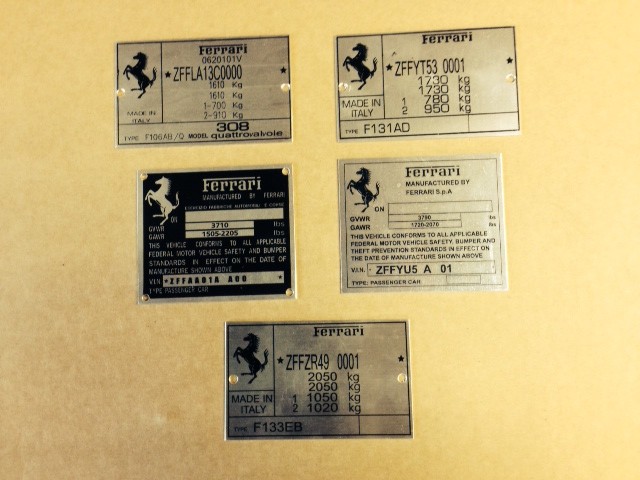 Ferrari
0620101V
★ZFFLA13C0000 ★
1610 Kg
1610 Kg
1-700 Kg
2-910 Kg
MADE IN
ITALY
308
TYPE F106AB/Q MODEL quattrovalvole
Ferrari
★ZFFYT53 0001 ★
1730 kg
1730 kg
1 780 kg
2 950 kg
MADE IN
ITALY
TYPE F131AD
Ferrari
MANUFACTURED BY FERRARI
ON
GVWR 3710 lbs
GAWR 1505-2205 lbs
THIS VEHICLE CONFORMS TO ALL APPLICABLE
FEDERAL MOTOR VEHICLE SAFETY AND BUMPER
STANDARDS IN EFFECT ON THE DATE OF
MANUFACTURE SHOWN ABOVE
V.I.N ★ZFFAA01A A00 ★
TYPE PASSENGER CAR
Ferrari
MANUFACTURED BY
FERRARI S.p.A
ON
GVWR 3790 lbs
GAWR 1720-2070 lbs
THIS VEHICLE CONFORMS TO ALL APPLICABLE
FEDERAL MOTOR VEHICLE SAFETY, BUMPER AND
THEFT PREVENTION STANDARDS IN EFFECT ON
THE DATE OF MANUFACTURE SHOWN ABOVE.
V.I.N. ZFFYU5 A 01
TYPE: PASSENGER CAR
Ferrari
★ZFFZR49 0001 ★
2050 kg
2050 kg
1 1050 kg
2 1020 kg
MADE IN
ITALY
TYPE F133EB